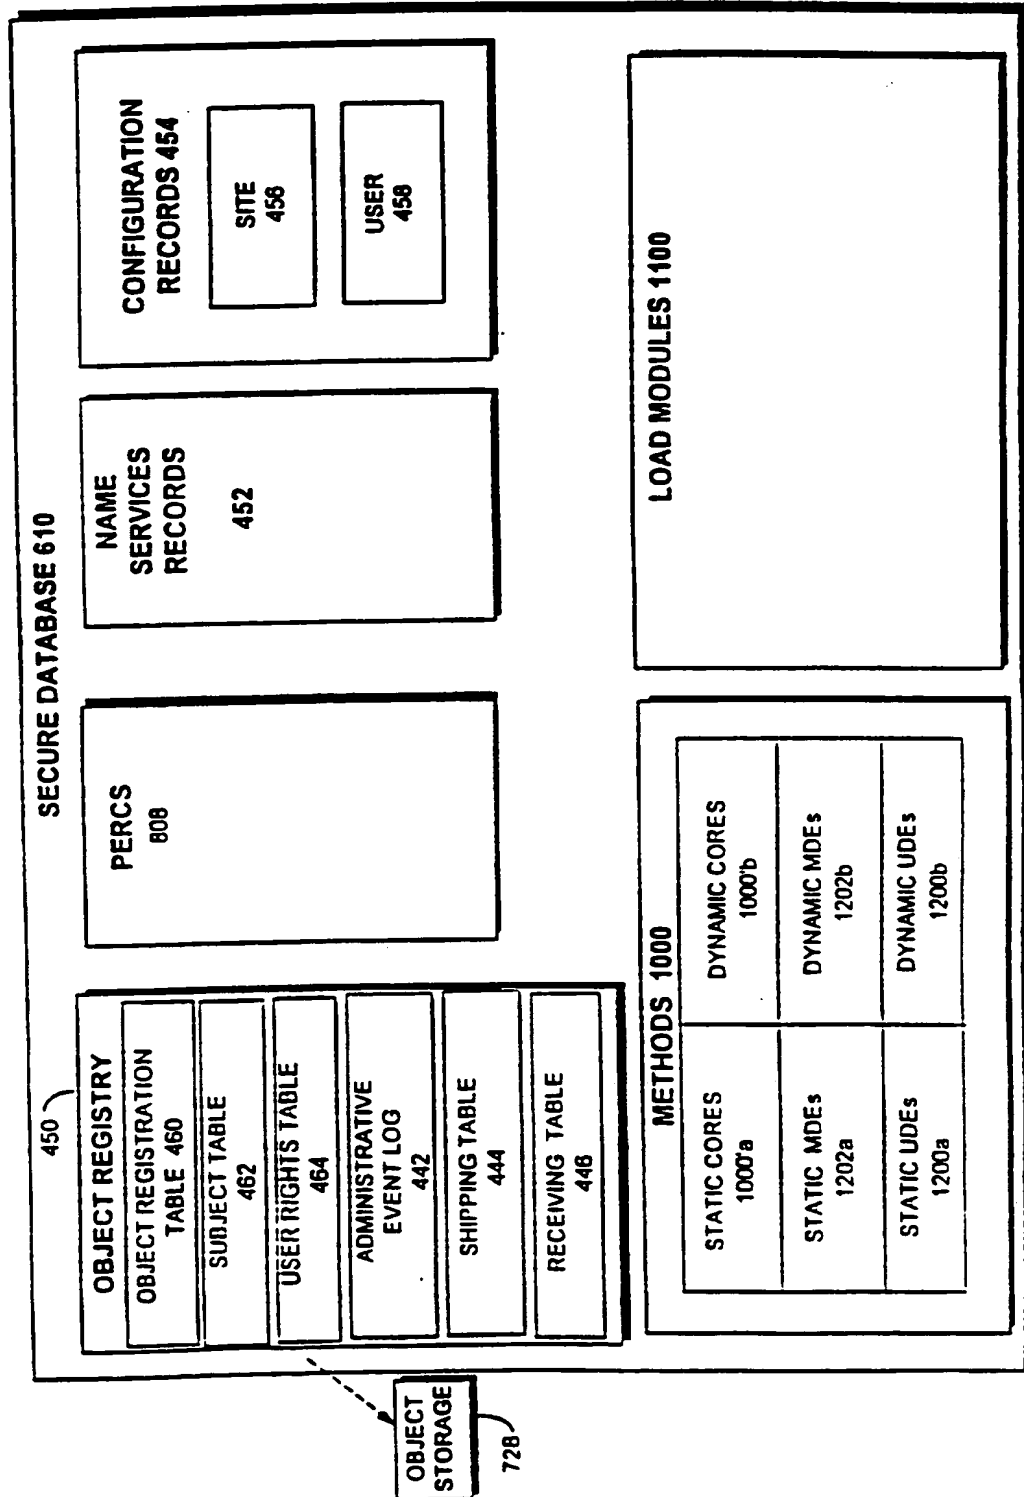 SECURE DATABASE 610
450
OBJECT REGISTRY
OBJECT REGISTRATION
TABLE 460
SUBJECT TABLE
462
USER RIGHTS TABLE
464
ADMINISTRATIVE
EVENT LOG
442
SHIPPING TABLE
444
RECEIVING TABLE
446
OBJECT
STORAGE
728
PERCS
808
NAME
SERVICES
RECORDS
452
CONFIGURATION
RECORDS 454
SITE
456
USER
458
METHODS 1000
STATIC CORES
1000'a
DYNAMIC CORES
1000'b
STATIC MDEs
1202a
DYNAMIC MDEs
1202b
STATIC UDEs
1200a
DYNAMIC UDEs
1200b
LOAD MODULES 1100